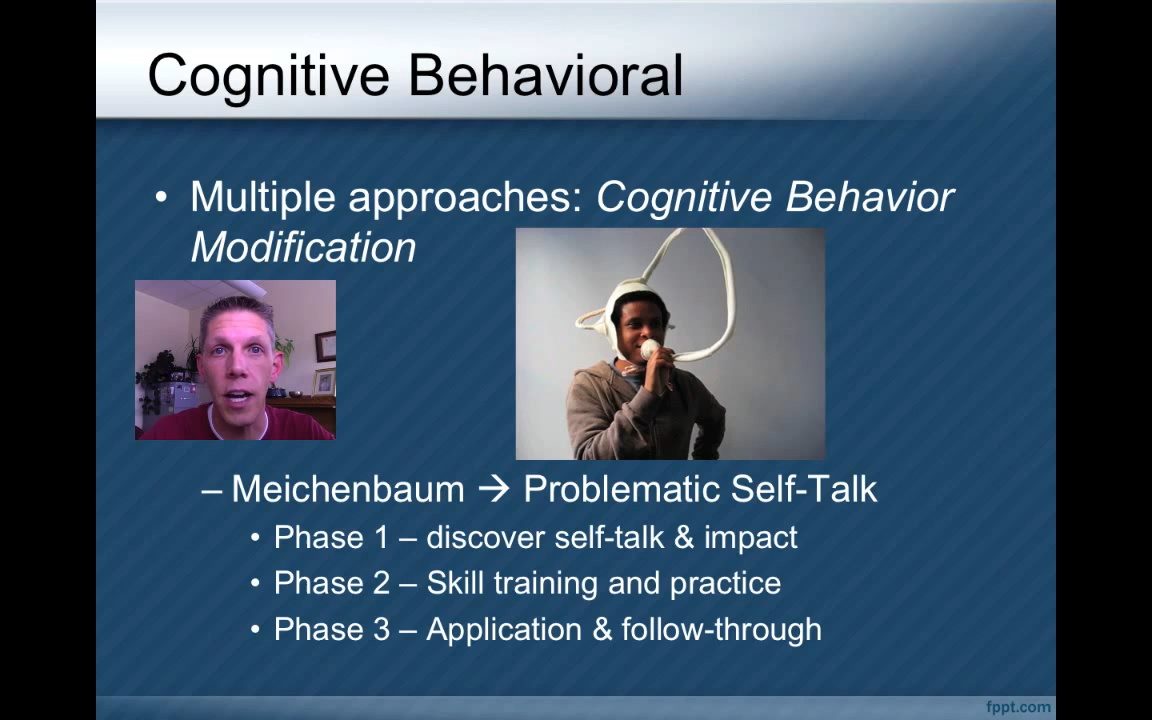 Cognitive Behavioral
• Multiple approaches: Cognitive Behavior
Modification
– Meichenbaum → Problematic Self-Talk
• Phase 1 – discover self-talk & impact
• Phase 2 – Skill training and practice
• Phase 3 – Application & follow-through
fppt.com